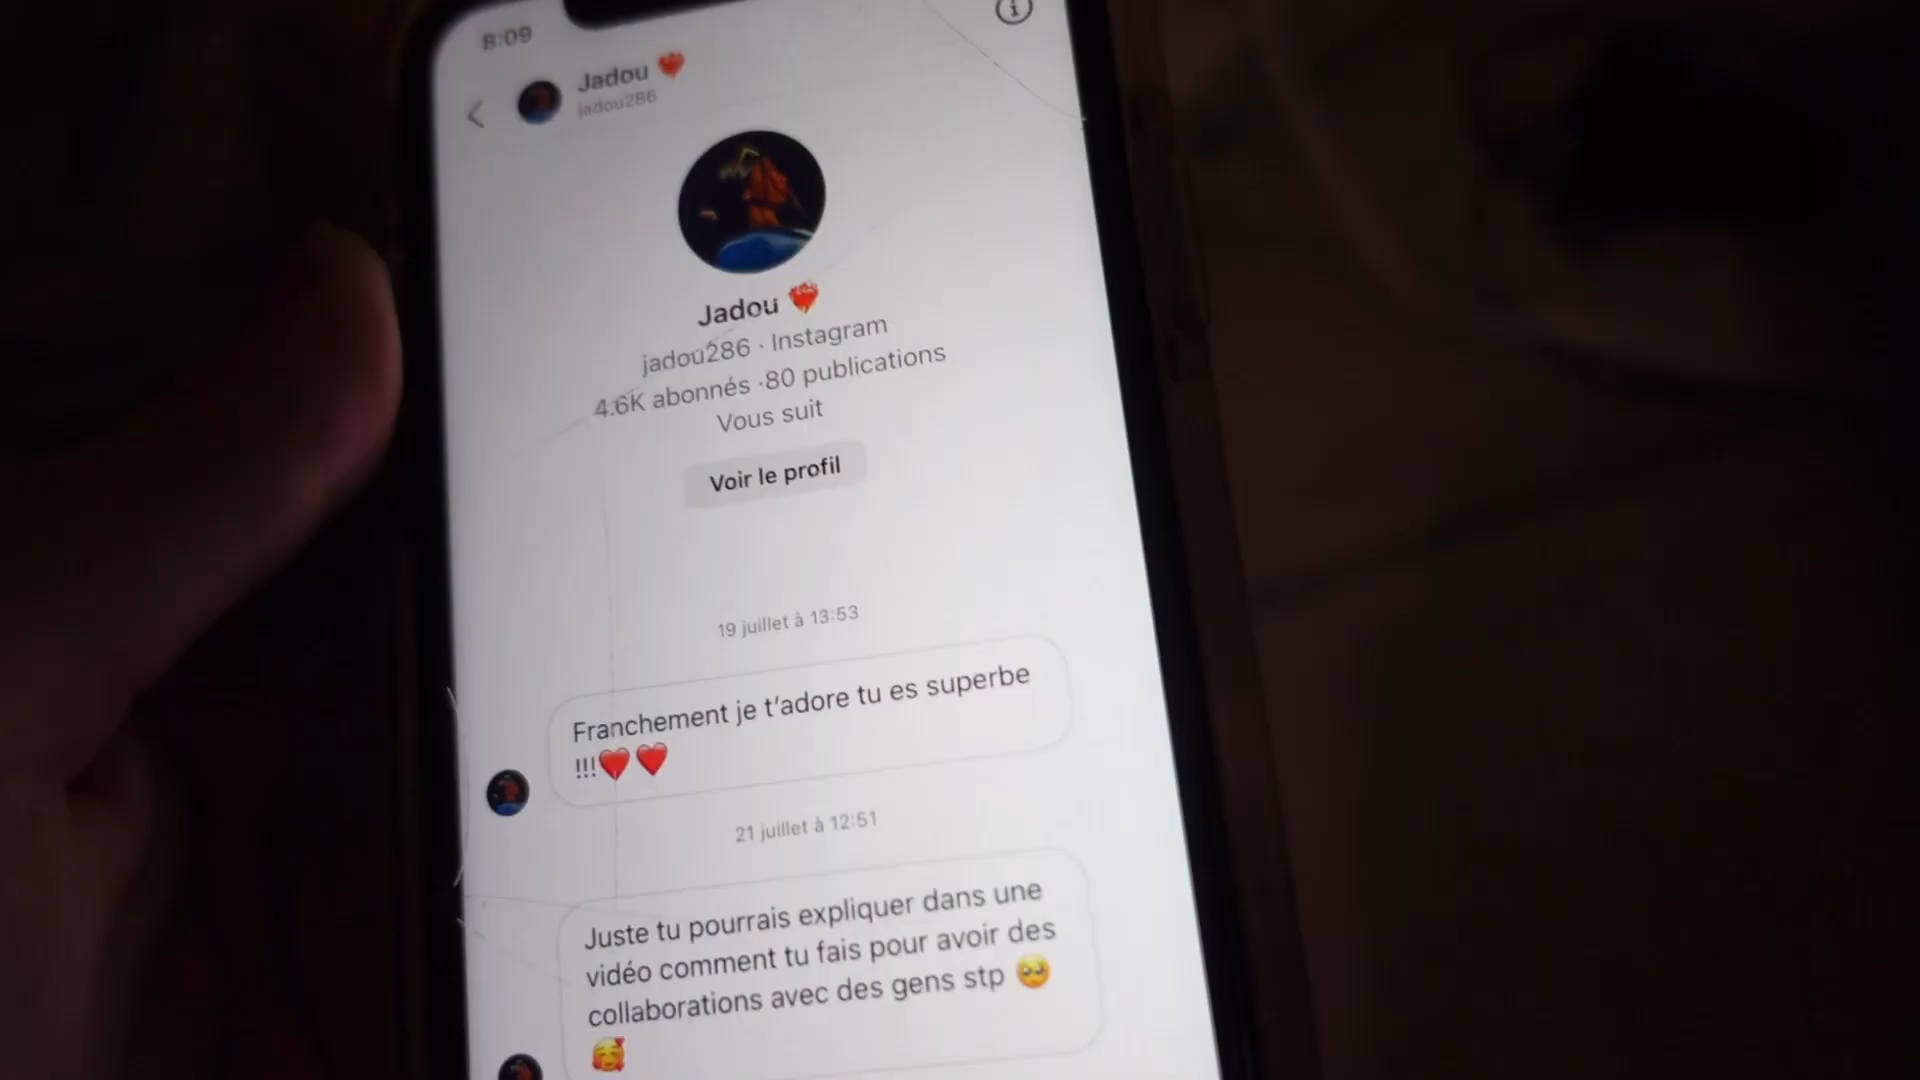 8:09
Jadou ❤️‍🔥
jadou286
Jadou ❤️‍🔥
jadou286 · Instagram
4.6K abonnés ·80 publications
Vous suit
Voir le profil
19 juillet à 13:53
Franchement je t’adore tu es superbe
!!!❤️❤️
21 juillet à 12:51
Juste tu pourrais expliquer dans une
vidéo comment tu fais pour avoir des
collaborations avec des gens stp 🥺
🥰